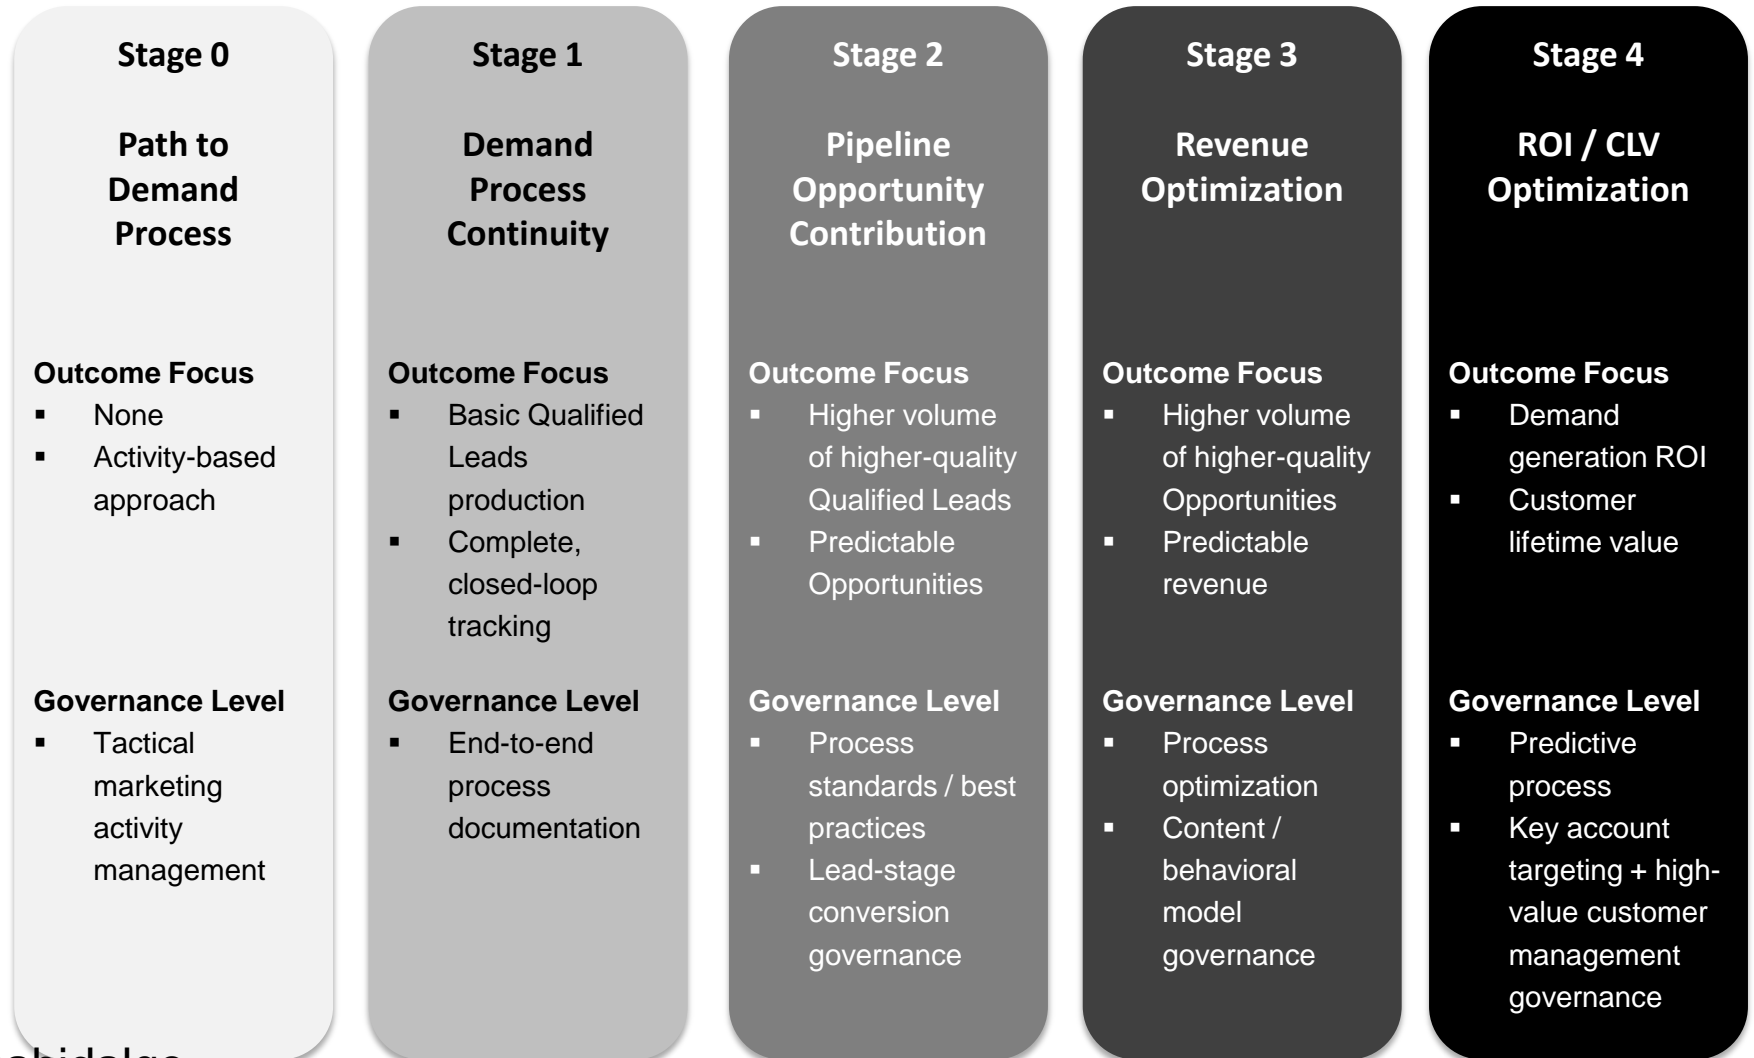 Stage 0
Path to
Demand
Process
Outcome Focus
▪ None
▪ Activity-based
approach
Governance Level
▪ Tactical
marketing
activity
management
Stage 1
Demand
Process
Continuity
Outcome Focus
▪ Basic Qualified
Leads
production
▪ Complete,
closed-loop
tracking
Governance Level
▪ End-to-end
process
documentation
Stage 2
Pipeline
Opportunity
Contribution
Outcome Focus
▪ Higher volume
of higher-quality
Qualified Leads
▪ Predictable
Opportunities
Governance Level
▪ Process
standards / best
practices
▪ Lead-stage
conversion
governance
Stage 3
Revenue
Optimization
Outcome Focus
▪ Higher volume
of higher-quality
Opportunities
▪ Predictable
revenue
Governance Level
▪ Process
optimization
▪ Content /
behavioral
model
governance
Stage 4
ROI / CLV
Optimization
Outcome Focus
▪ Demand
generation ROI
▪ Customer
lifetime value
Governance Level
▪ Predictive
process
▪ Key account
targeting + high-
value customer
management
governance